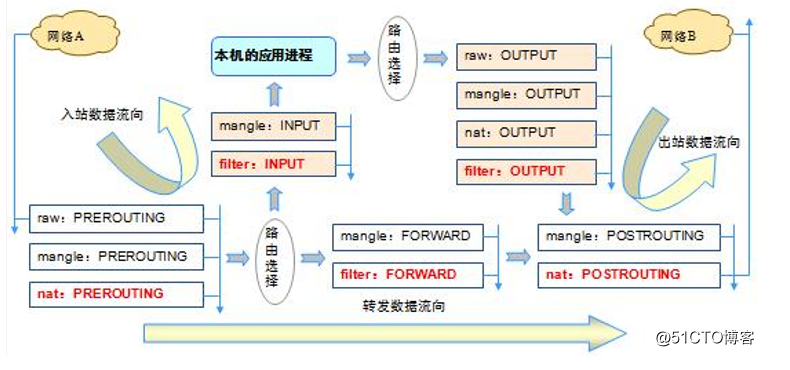 网络A
本机的应用进程
路由选择
raw：OUTPUT
mangle：OUTPUT
nat：OUTPUT
filter：OUTPUT
网络B
入站数据流向
mangle：INPUT
filter：INPUT
出站数据流向
raw：PREROUTING
mangle：PREROUTING
nat：PREROUTING
路由选择
mangle：FORWARD
filter：FORWARD
mangle：POSTROUTING
nat：POSTROUTING
转发数据流向
@51CTO博客